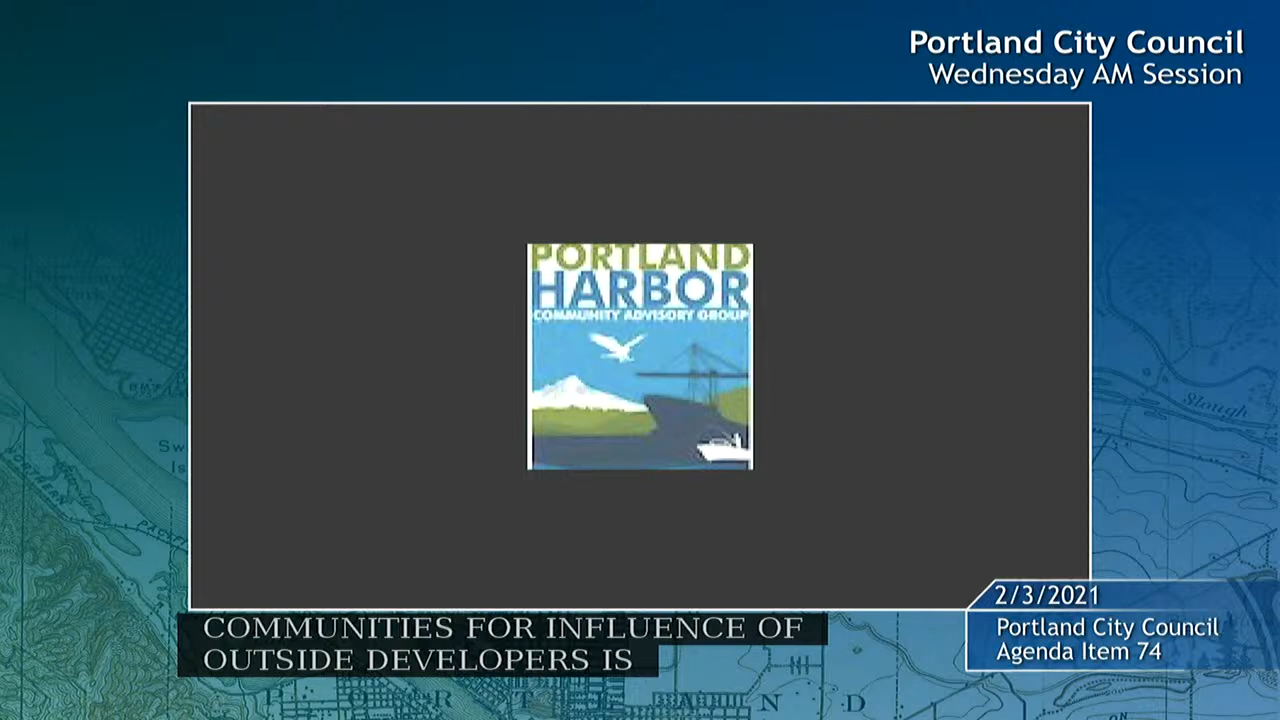 Portland City Council
Wednesday AM Session
PORTLAND
HARBOR
COMMUNITY ADVISORY GROUP
Slough
2/3/2021
Portland City Council
Agenda Item 74
COMMUNITIES FOR INFLUENCE OF
OUTSIDE DEVELOPERS IS
P O R T L A N D